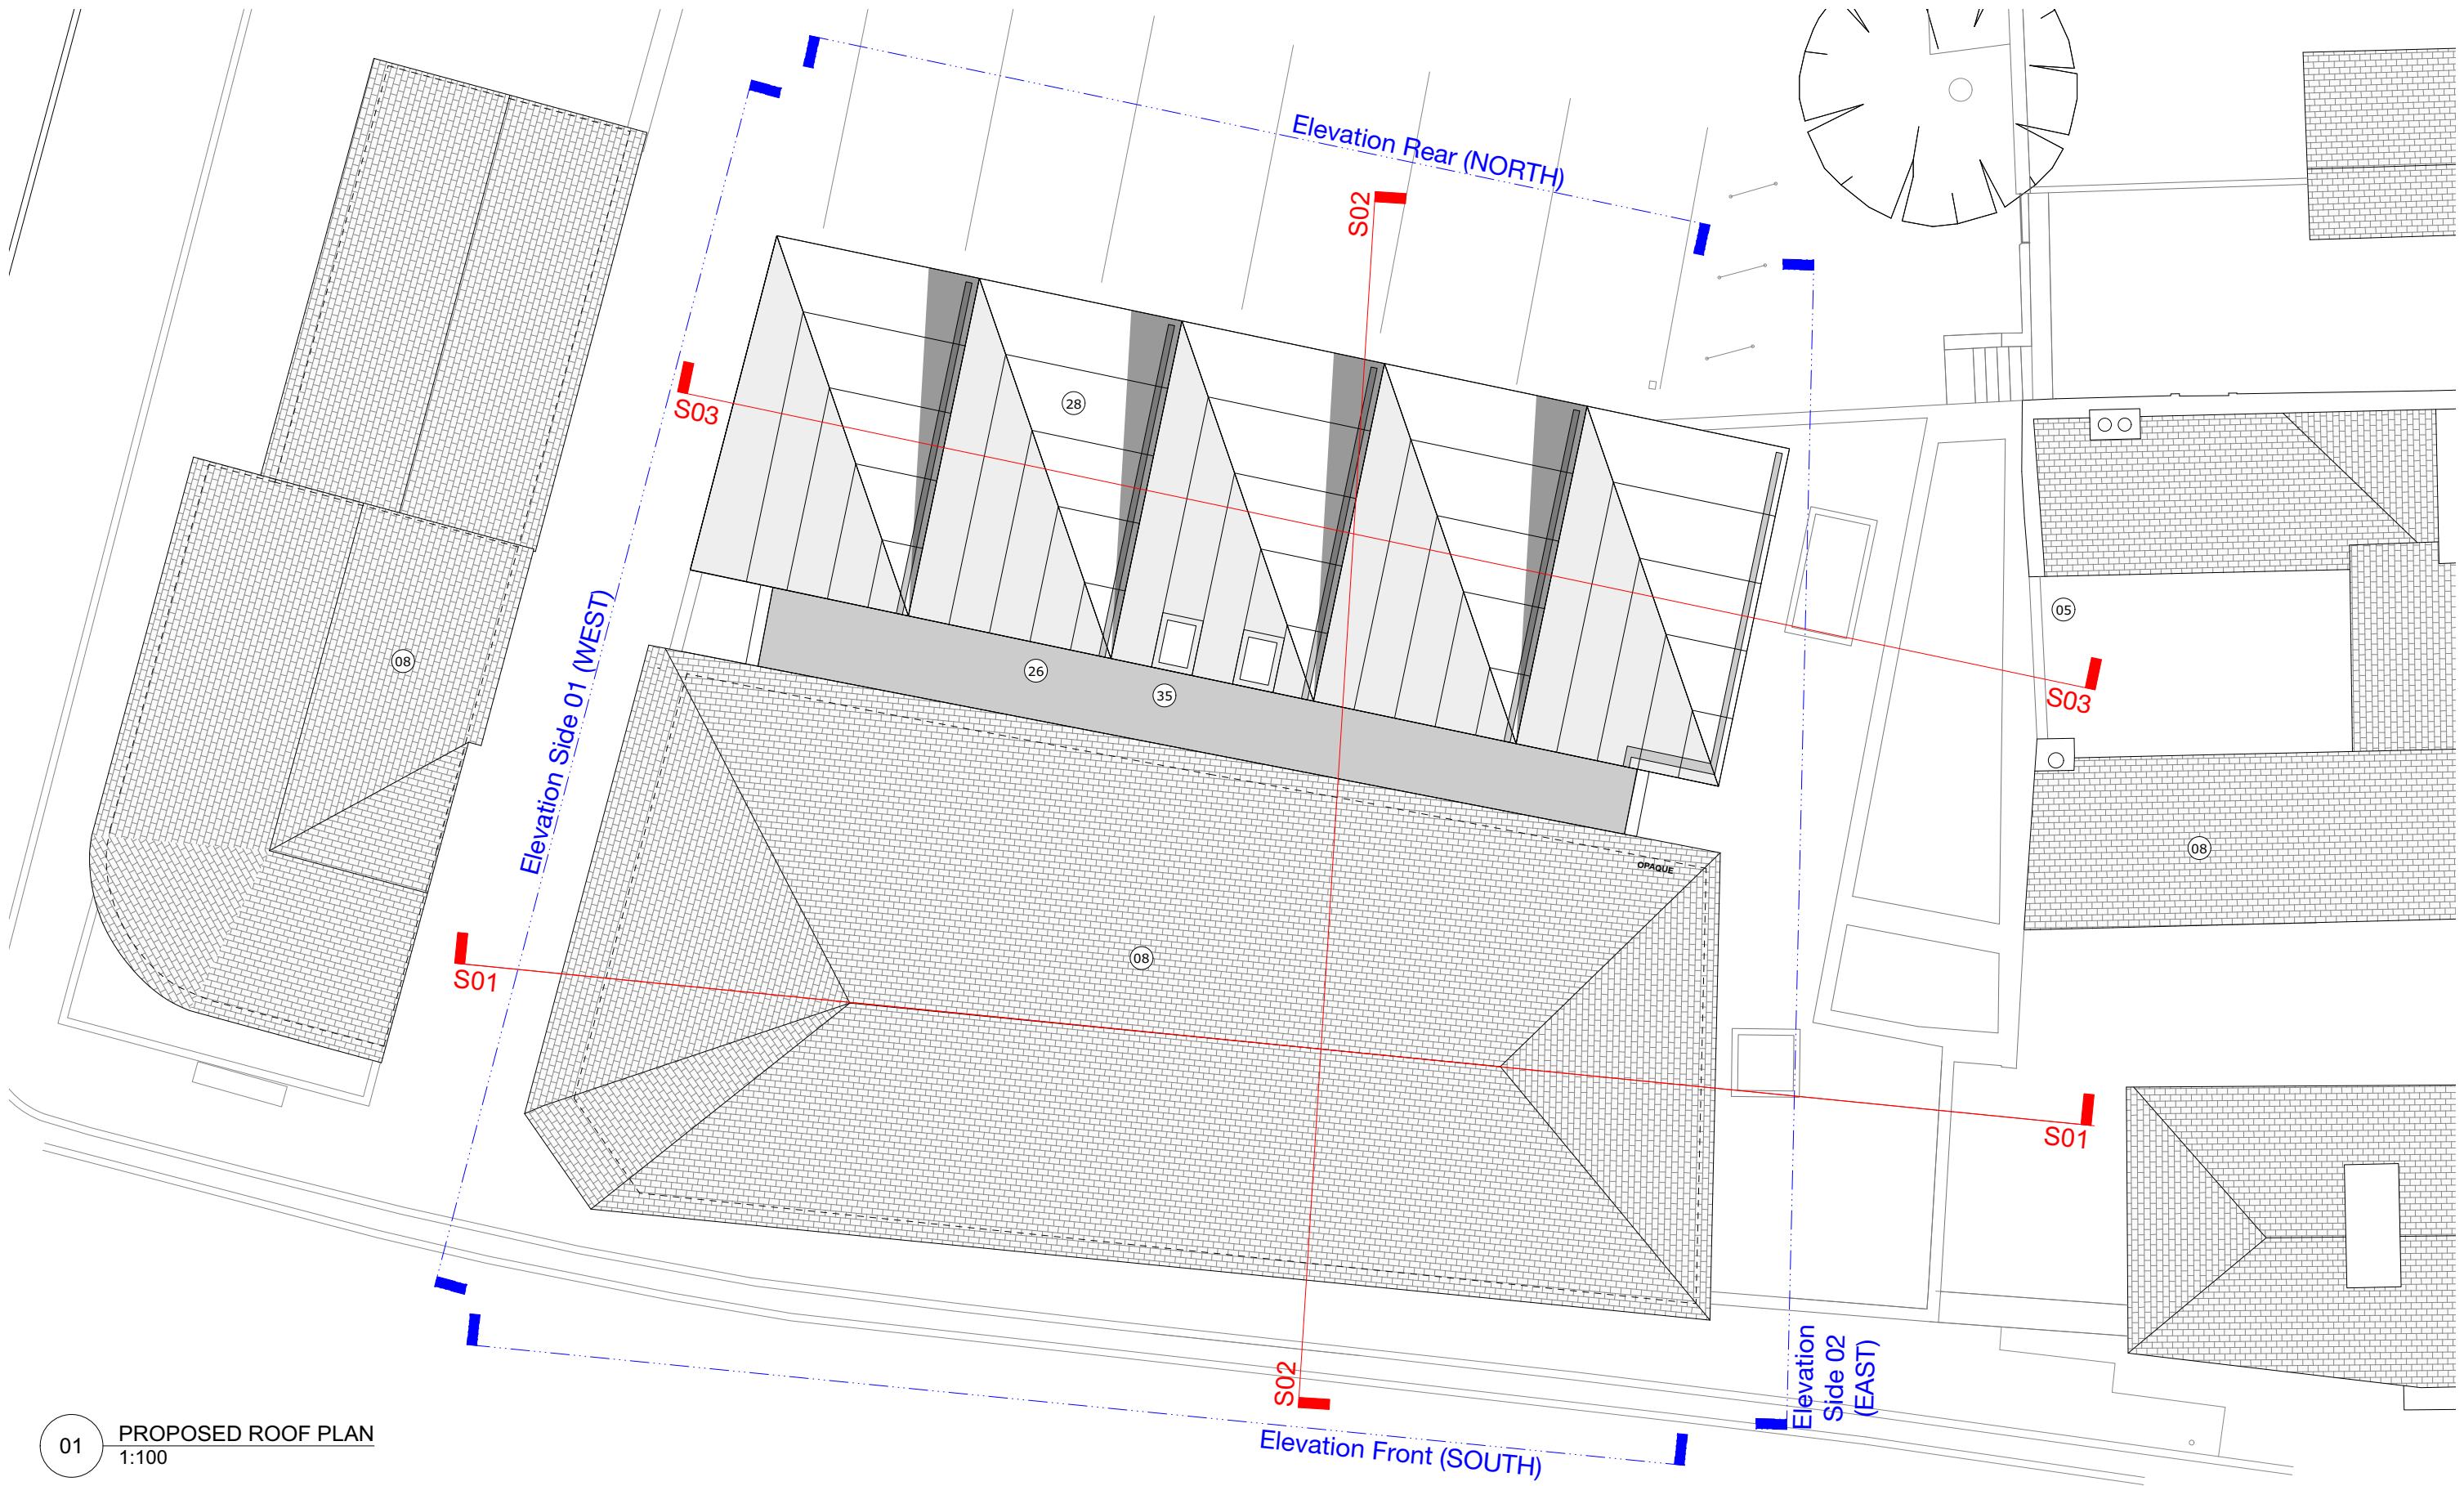 Elevation Rear (NORTH)
S02
S03
28
05
S03
Elevation Side 01 (WEST)
08
26
35
08
OPAQUE
08
S01
S01
Elevation
Side 02
(EAST)
S02
Elevation Front (SOUTH)
01
PROPOSED ROOF PLAN
1:100